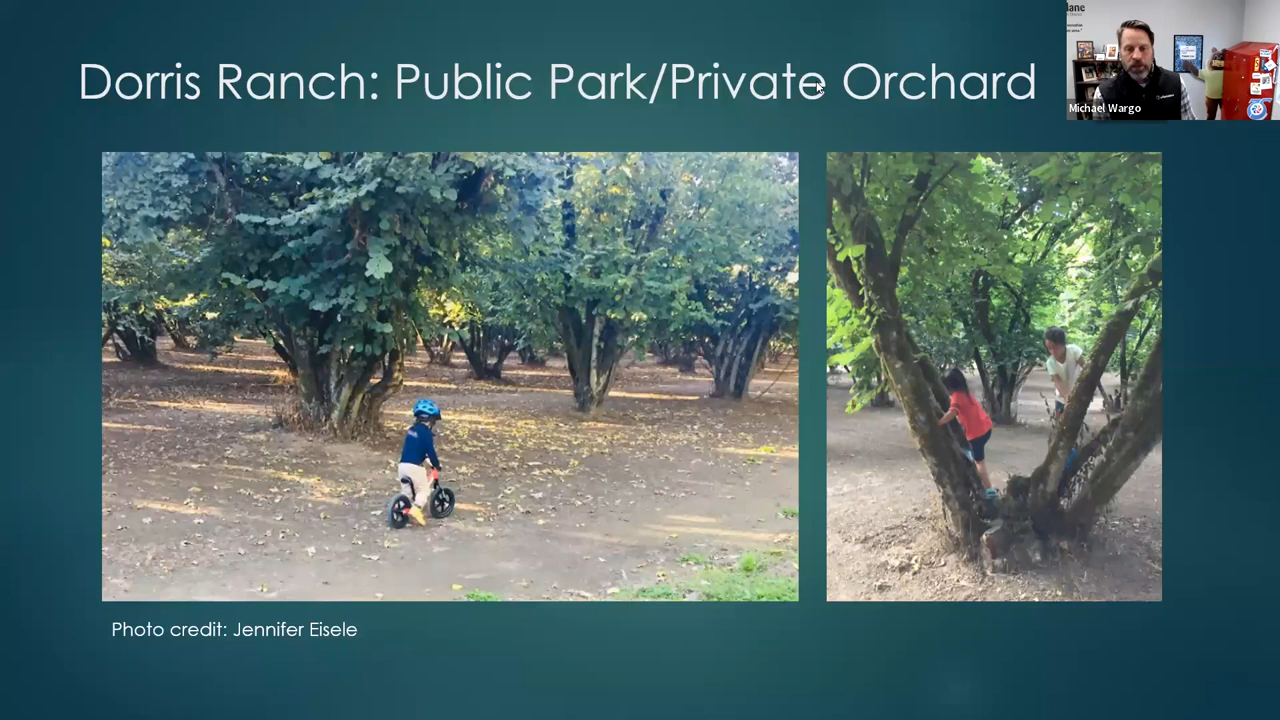 Dorris Ranch: Public Park/Private Orchard
Michael Wargo
Photo credit: Jennifer Eisele